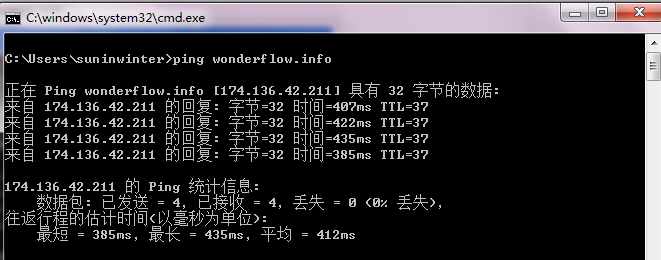 C:\windows\system32\cmd.exe
C:\Users\suninwinter>ping wonderflow.info
正在 Ping wonderflow.info [174.136.42.211] 具有 32 字节的数据:
来自 174.136.42.211 的回复: 字节=32 时间=407ms TTL=37
来自 174.136.42.211 的回复: 字节=32 时间=422ms TTL=37
来自 174.136.42.211 的回复: 字节=32 时间=435ms TTL=37
来自 174.136.42.211 的回复: 字节=32 时间=385ms TTL=37
174.136.42.211 的 Ping 统计信息:
数据包: 已发送 = 4, 已接收 = 4, 丢失 = 0 (0% 丢失),
往返行程的估计时间(以毫秒为单位):
最短 = 385ms, 最长 = 435ms, 平均 = 412ms